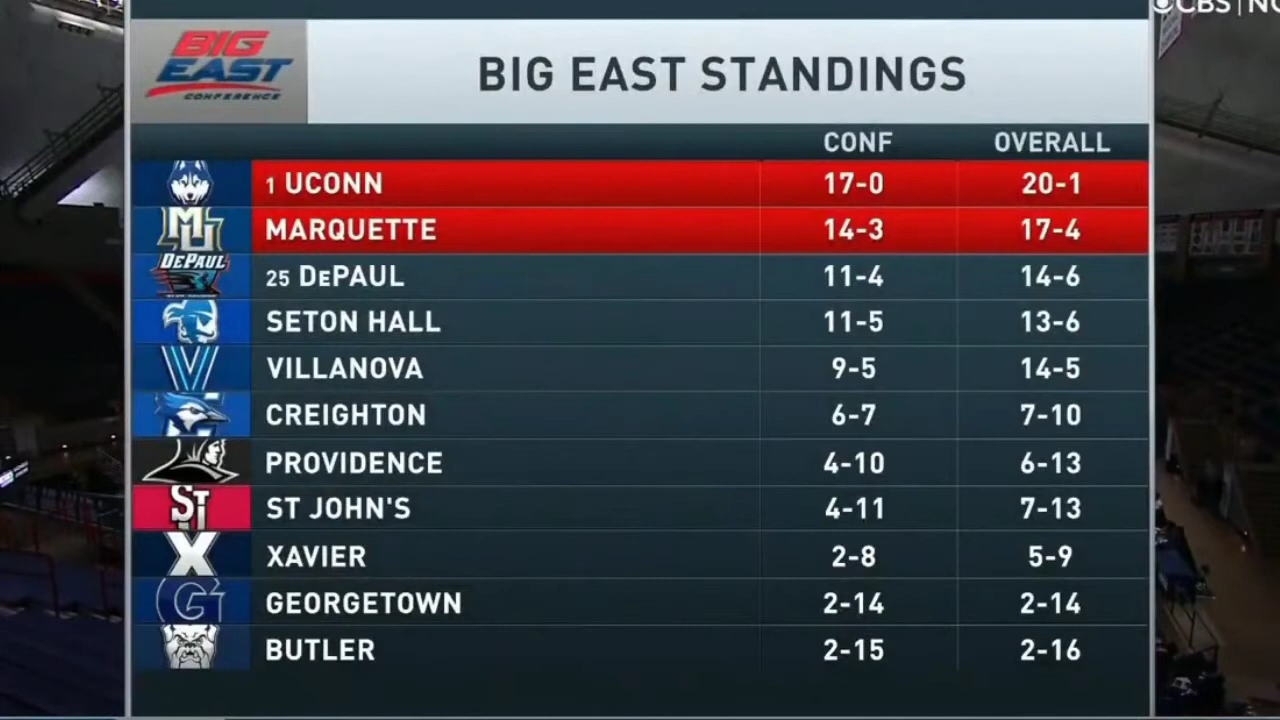 CBS | N
BIG
EAST
CONFERENCE
BIG EAST STANDINGS
CONF OVERALL
1 UCONN 17-0 20-1
MU MARQUETTE 14-3 17-4
DEPAUL 25 DEPAUL 11-4 14-6
SETON HALL 11-5 13-6
V VILLANOVA 9-5 14-5
CREIGHTON 6-7 7-10
PROVIDENCE 4-10 6-13
ST J ST JOHN'S 4-11 7-13
X XAVIER 2-8 5-9
G GEORGETOWN 2-14 2-14
BUTLER 2-15 2-16